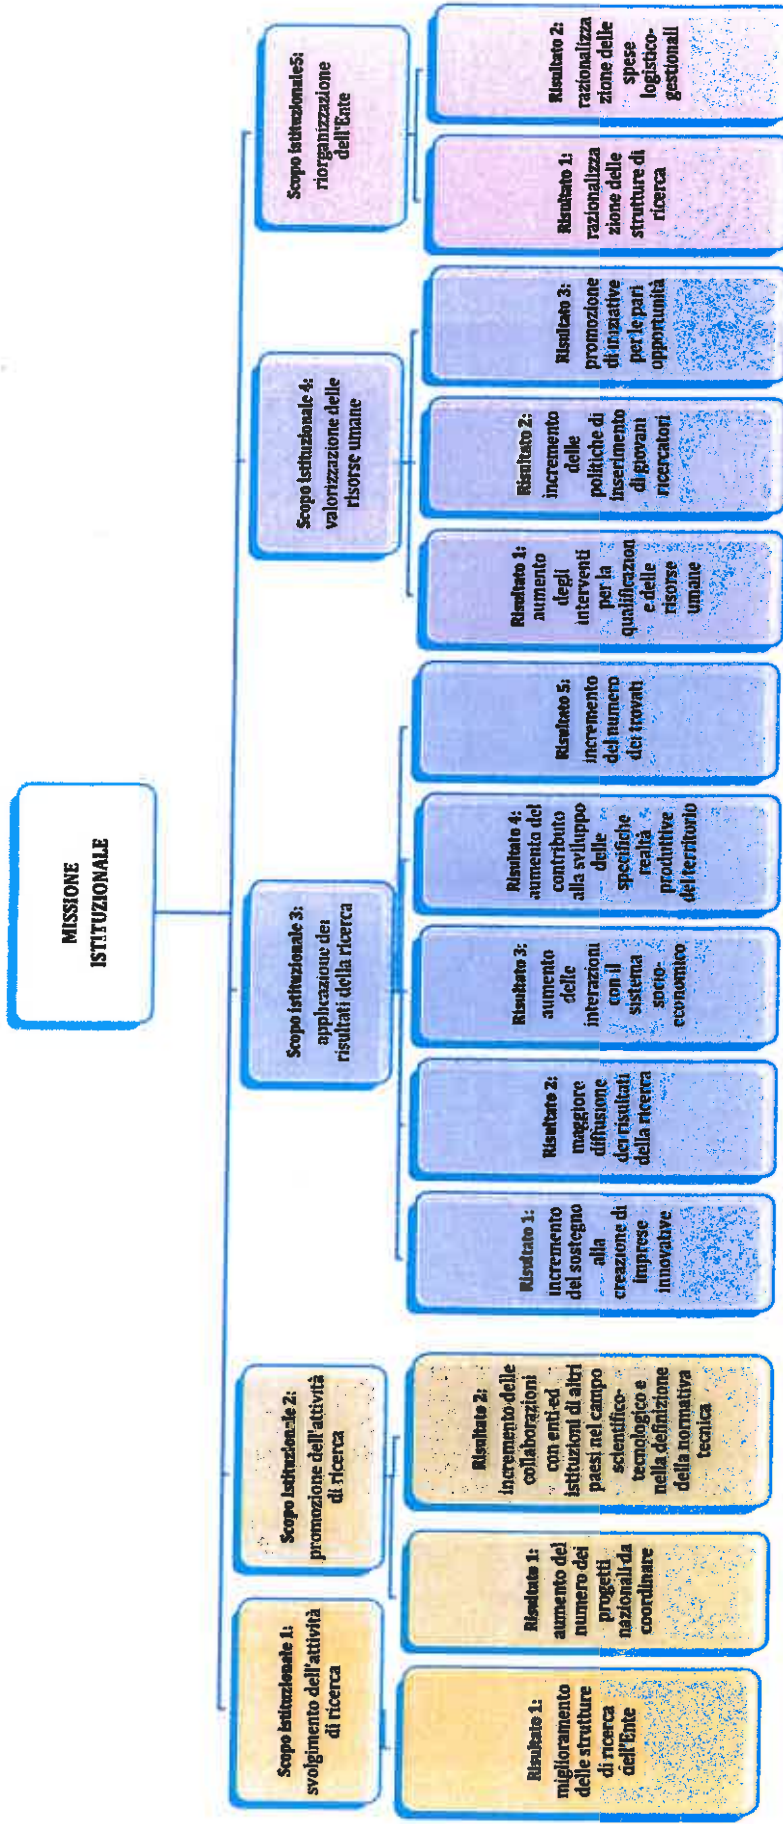 MISSIONE
ISTITUZIONALE
Scopo istituzionale 1:
svolgimento dell'attività
di ricerca
Risultato 1:
miglioramento
delle strutture
di ricerca
dell'Ente
Scopo istituzionale 2:
promozione dell'attività
di ricerca
Risultato 1:
aumento del
numero dei
progetti
nazionali da
coordinare
Risultato 2:
incremento delle
collaborazioni
con enti ed
istituzioni di altri
paesi nel campo
scientifico-
tecnologico e
nella definizione
della normativa
tecnica
Scopo istituzionale 3:
applicazione dei
risultati della ricerca
Risultato 1:
incremento
del sostegno
alla
creazione di
imprese
innovative
Risultato 2:
maggiore
diffusione
dei risultati
della ricerca
Risultato 3:
aumento
delle
interazioni
con il
sistema
socio-
economico
Risultato 4:
aumento del
contributo
alla sviluppo
delle
specifiche
realtà
produttive
del territorio
Risultato 5:
incremento
del numero
dei trovati
Scopo istituzionale 4:
valorizzazione delle
risorse umane
Risultato 1:
aumento
degli
interventi
per la
qualificazion
e delle
risorse
umane
Risultato 2:
incremento
delle
politiche di
inserimento
di giovani
ricercatori
Risultato 3:
promozione
di iniziative
per le pari
opportunità
Scopo istituzionale5:
riorganizzazione
dell'Ente
Risultato 1:
razionalizza
zione delle
strutture di
ricerca
Risultato 2:
razionalizza
zione delle
spese
logistico-
gestionali